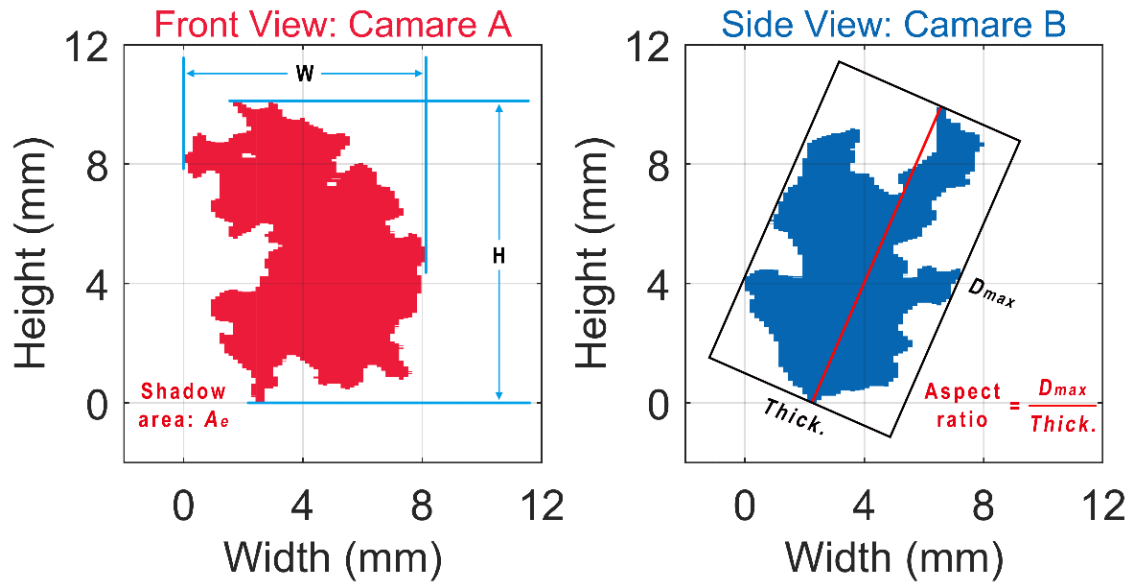 Front View: Camare A
Side View: Camare B
12
8
4
0
Height (mm)
W
H
Shadow
area: Ae
0
4
8
12
Width (mm)
12
8
4
0
Height (mm)
Dmax
Thick.
Aspect
ratio
=
Dmax
Thick.
0
4
8
12
Width (mm)